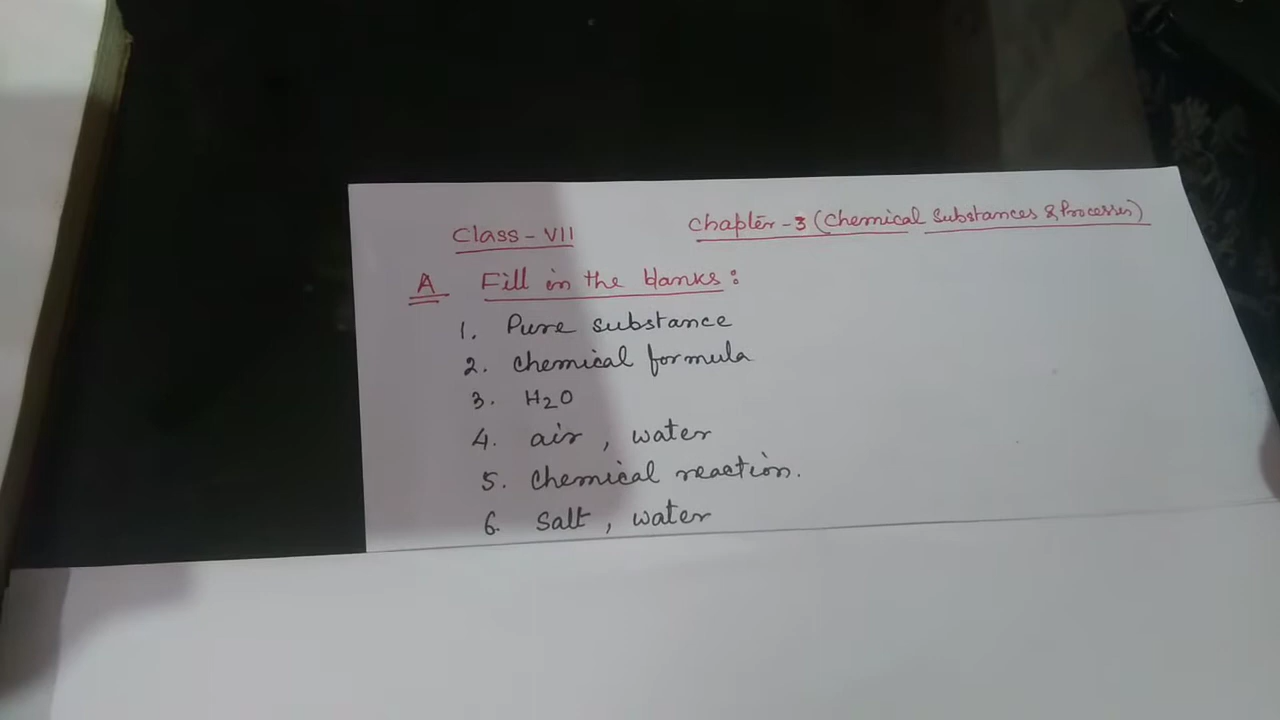 Class - VII
Chapter - 3 (Chemical Substances & Processes)
A Fill in the blanks :
1. Pure substance
2. Chemical formula
3. H2O
4. air , water
5. Chemical reaction.
6. Salt , water